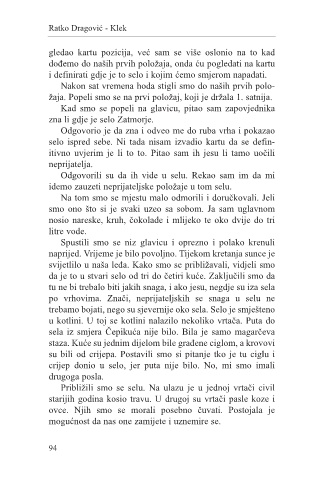 Ratko Dragović - Klek
gledao kartu pozicija, već sam se više oslonio na to kad
dođemo do naših prvih položaja, onda ću pogledati na kartu
i definirati gdje je to selo i kojim ćemo smjerom napadati.
Nakon sat vremena hoda stigli smo do naših prvih polo-
žaja. Popeli smo se na prvi položaj, koji je držala 1. satnija.
Kad smo se popeli na glavicu, pitao sam zapovjednika
zna li gdje je selo Zatmorje.
Odgovorio je da zna i odveo me do ruba vrha i pokazao
selo ispred sebe. Ni tada nisam izvadio kartu da se defin-
itivno uvjerim je li to to. Pitao sam ih jesu li tamo uočili
neprijatelja.
Odgovorili su da ih vide u selu. Rekao sam im da mi
idemo zauzeti neprijateljske položaje u tom selu.
Na tom smo se mjestu malo odmorili i doručkovali. Jeli
smo ono što si je svaki uzeo sa sobom. Ja sam uglavnom
nosio nareske, kruh, čokolade i mlijeko te oko dvije do tri
litre vode.
Spustili smo se niz glavicu i oprezno i polako krenuli
naprijed. Vrijeme je bilo povoljno. Tijekom kretanja sunce je
svijetlilo u naša leđa. Kako smo se približavali, vidjeli smo
da je to u stvari selo od tri do četiri kuće. Zaključili smo da
tu ne bi trebalo biti jakih snaga, i ako jesu, negdje su iza sela
po vrhovima. Znači, neprijateljskih se snaga u selu ne
trebamo bojati, nego su sjevernije oko sela. Selo je smješteno
u kotlini. U toj se kotlini nalazilo nekoliko vrtača. Puta do
sela iz smjera Čepikuća nije bilo. Bila je samo magarčeva
staza. Kuće su jednim dijelom bile građene ciglom, a krovovi
su bili od crijepa. Postavili smo si pitanje tko je tu ciglu i
crijep donio u selo, jer puta nije bilo. No, mi smo imali
drugoga posla.
Približili smo se selu. Na ulazu je u jednoj vrtači civil
starijih godina kosio travu. U drugoj su vrtači pasle koze i
ovce. Njih smo se morali posebno čuvati. Postojala je
mogućnost da nas one zamijete i uznemire se.
94